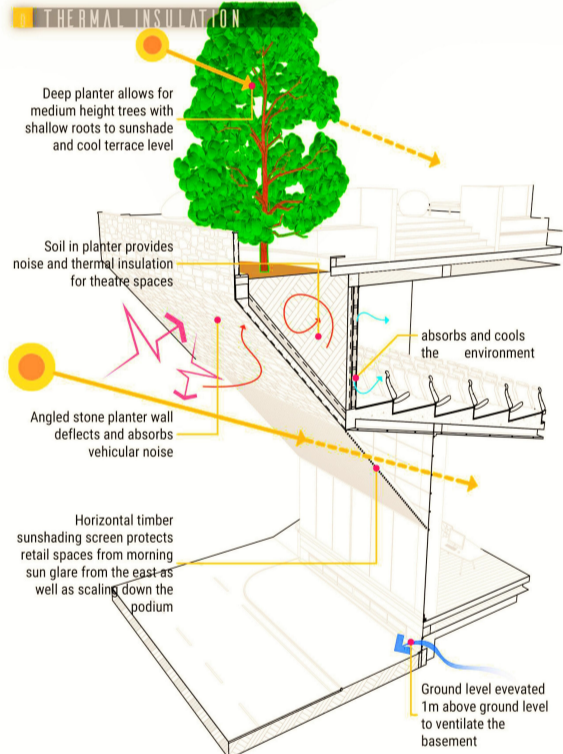 THERMAL INSULATION
Deep planter allows for
medium height trees with
shallow roots to sunshade
and cool terrace level
Soil in planter provides
noise and thermal insulation
for theatre spaces
absorbs and cools
the environment
Angled stone planter wall
deflects and absorbs
vehicular noise
Horizontal timber
sunshading screen protects
retail spaces from morning
sun glare from the east as
well as scaling down the
podium
Ground level evevated
1m above ground level
to ventilate the
basement